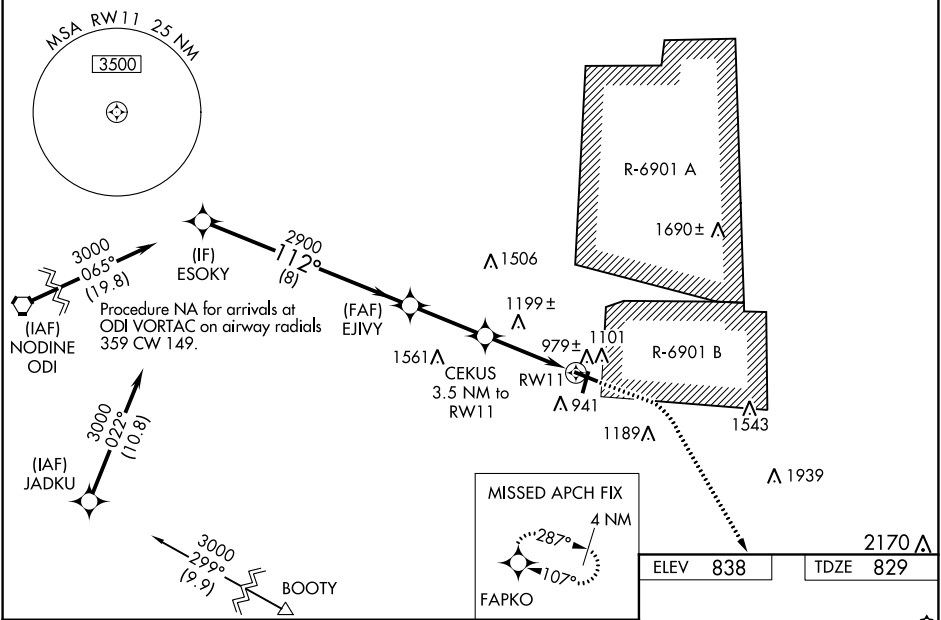 MSA RW11 25 NM
3500
R-6901 A
1690±
(IF)
ESOKY
2900
112°
(8)
3000
065°
(19.8)
(IAF)
NODINE
ODI
Procedure NA for arrivals at
ODI VORTAC on airway radials
359 CW 149.
(FAF)
EJIVY
1506
1199±
1561
CEKUS
3.5 NM to
RW11
979±
1101
RW11
R-6901 B
941
1189
1543
1939
3000
022°
(10.8)
(IAF)
JADKU
3000
299°
(9.9)
BOOTY
MISSED APCH FIX
4 NM
287°
107°
FAPKO
2170
ELEV 838
TDZE 829